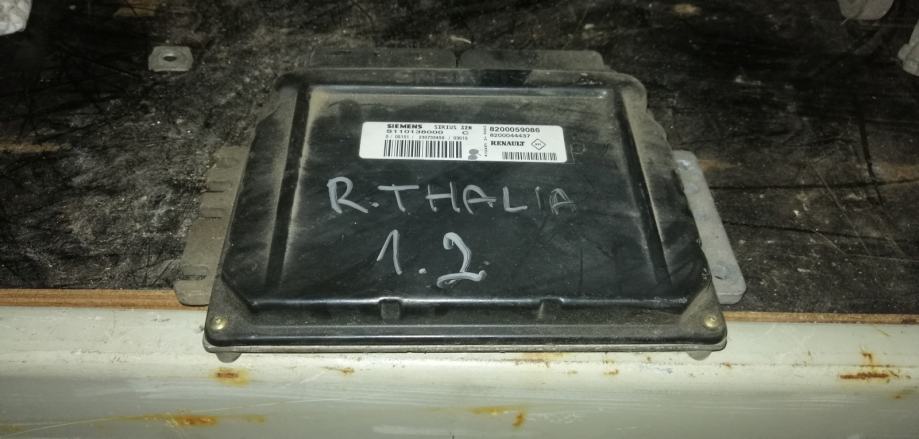 SIEMENS SIRIUS 32N
S110138000 C
8200059086
8200044437
RENAULT
R.THALIA
1.2